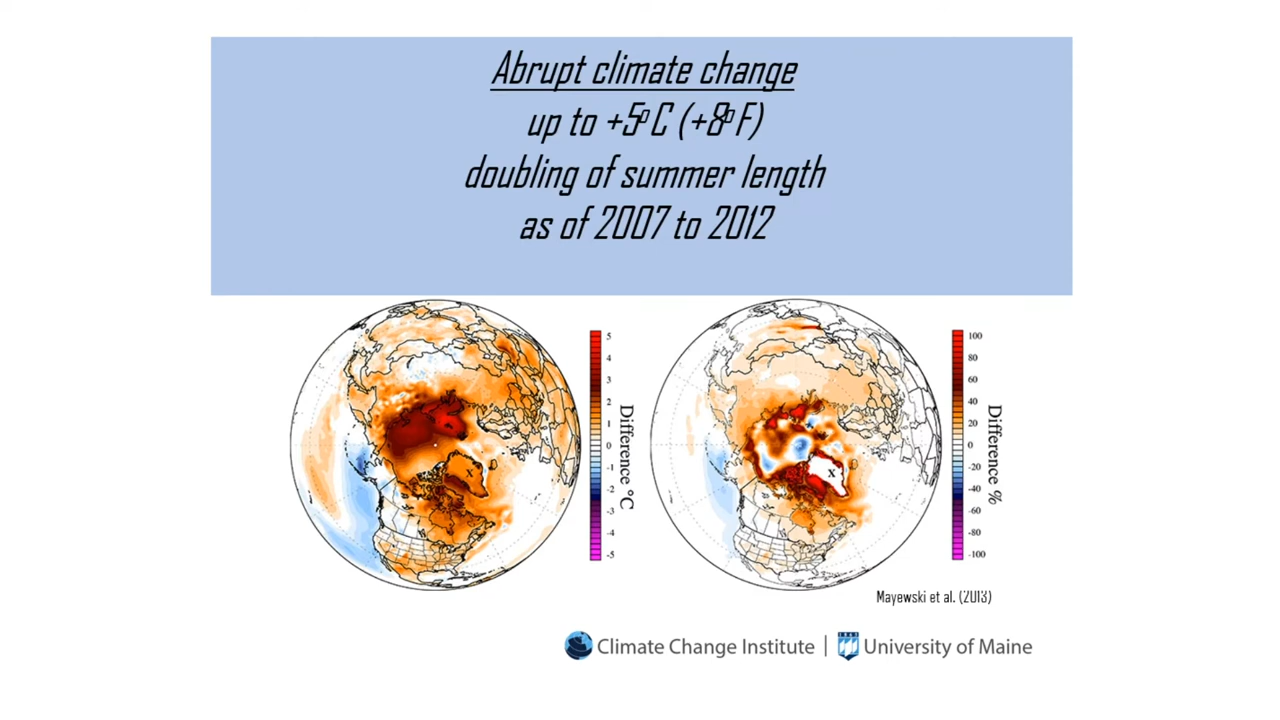 Abrupt climate change
up to +5°C (+8°F)
doubling of summer length
as of 2007 to 2012
5
4
3
2
1
0
-1
-2
-3
-4
-5
Difference °C
X
100
80
60
40
20
0
-20
-40
-60
-80
-100
Difference %
X
Mayewski et al. (2013)
Climate Change Institute | University of Maine